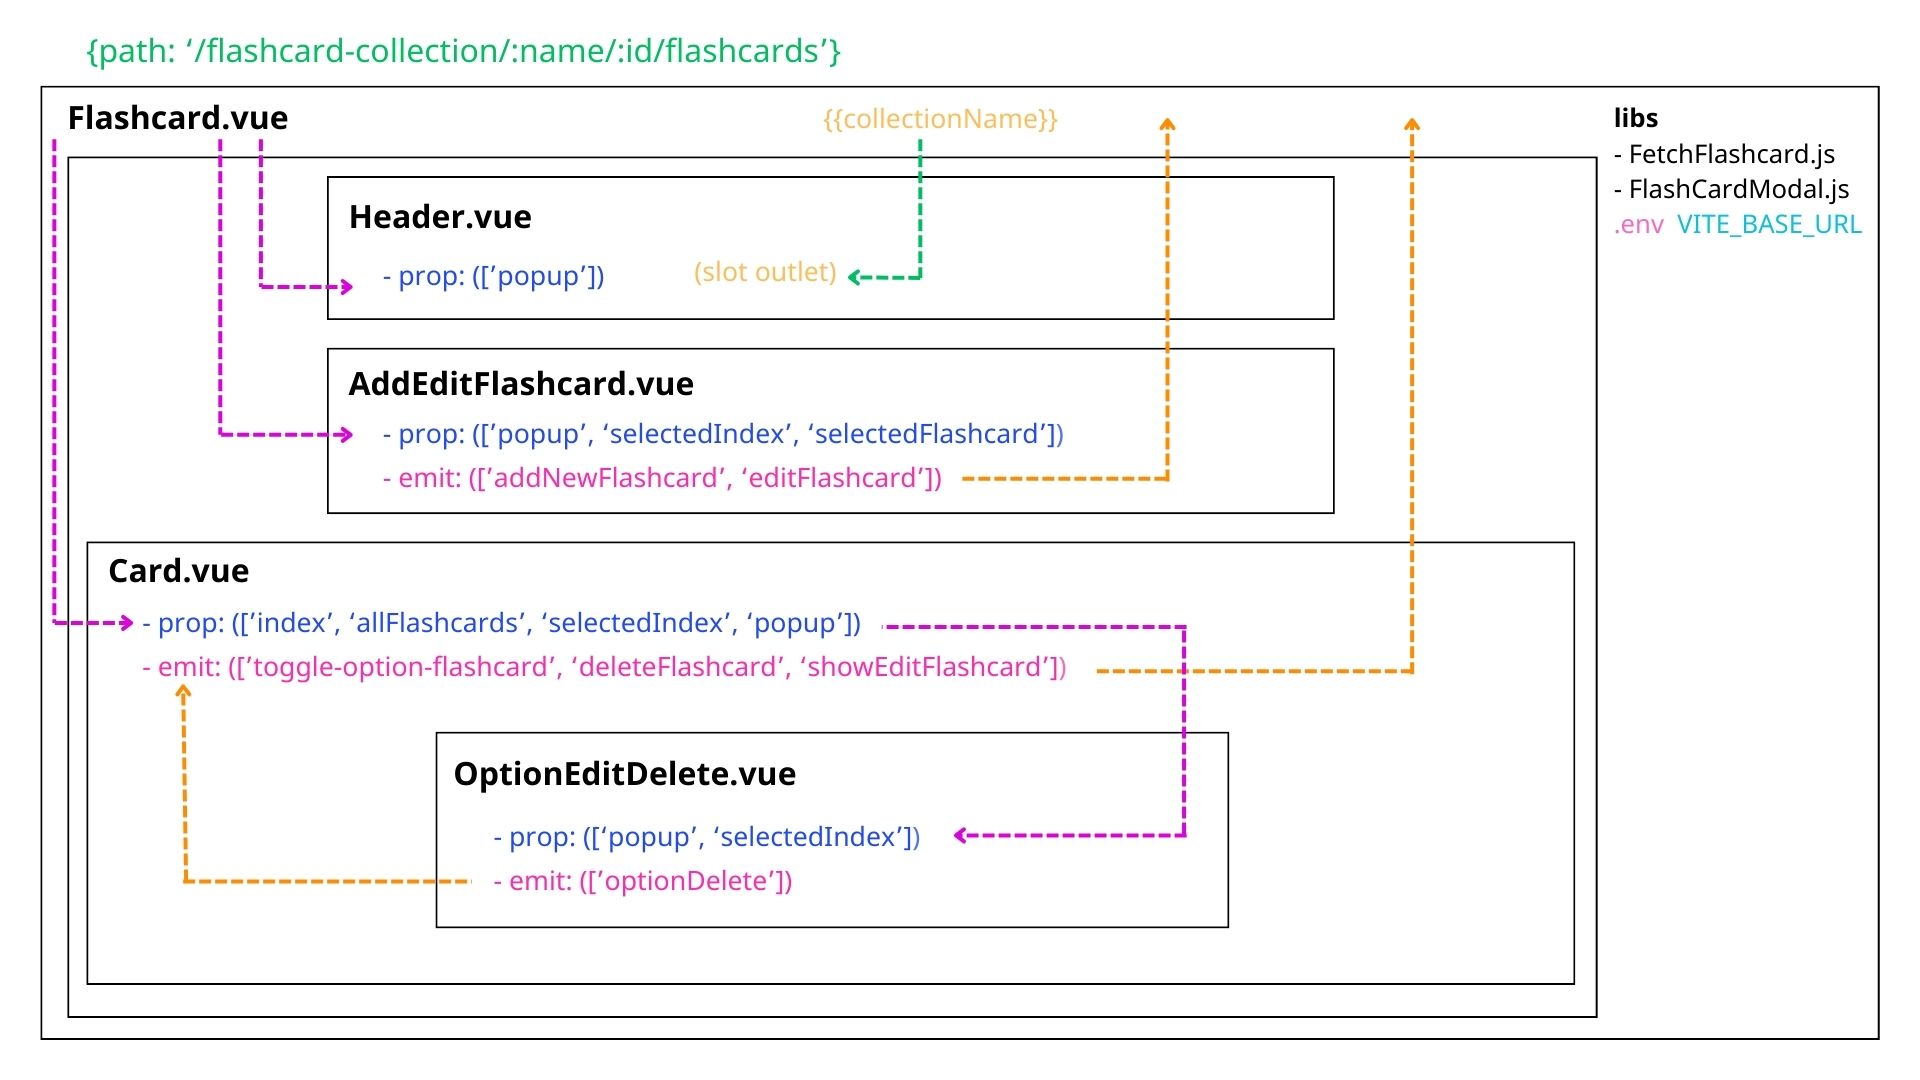 {path: ‘/flashcard-collection/:name/:id/flashcards’}
Flashcard.vue
{{collectionName}}
libs
- FetchFlashcard.js
- FlashCardModal.js
.env VITE_BASE_URL
Header.vue
- prop: ([’popup’])
(slot outlet)
AddEditFlashcard.vue
- prop: ([’popup’, ‘selectedIndex’, ‘selectedFlashcard’])
- emit: ([’addNewFlashcard’, ‘editFlashcard’])
Card.vue
- prop: ([’index’, ‘allFlashcards’, ‘selectedIndex’, ‘popup’])
- emit: ([’toggle-option-flashcard’, ‘deleteFlashcard’, ‘showEditFlashcard’])
OptionEditDelete.vue
- prop: ([‘popup’, ‘selectedIndex’])
- emit: ([’optionDelete’])